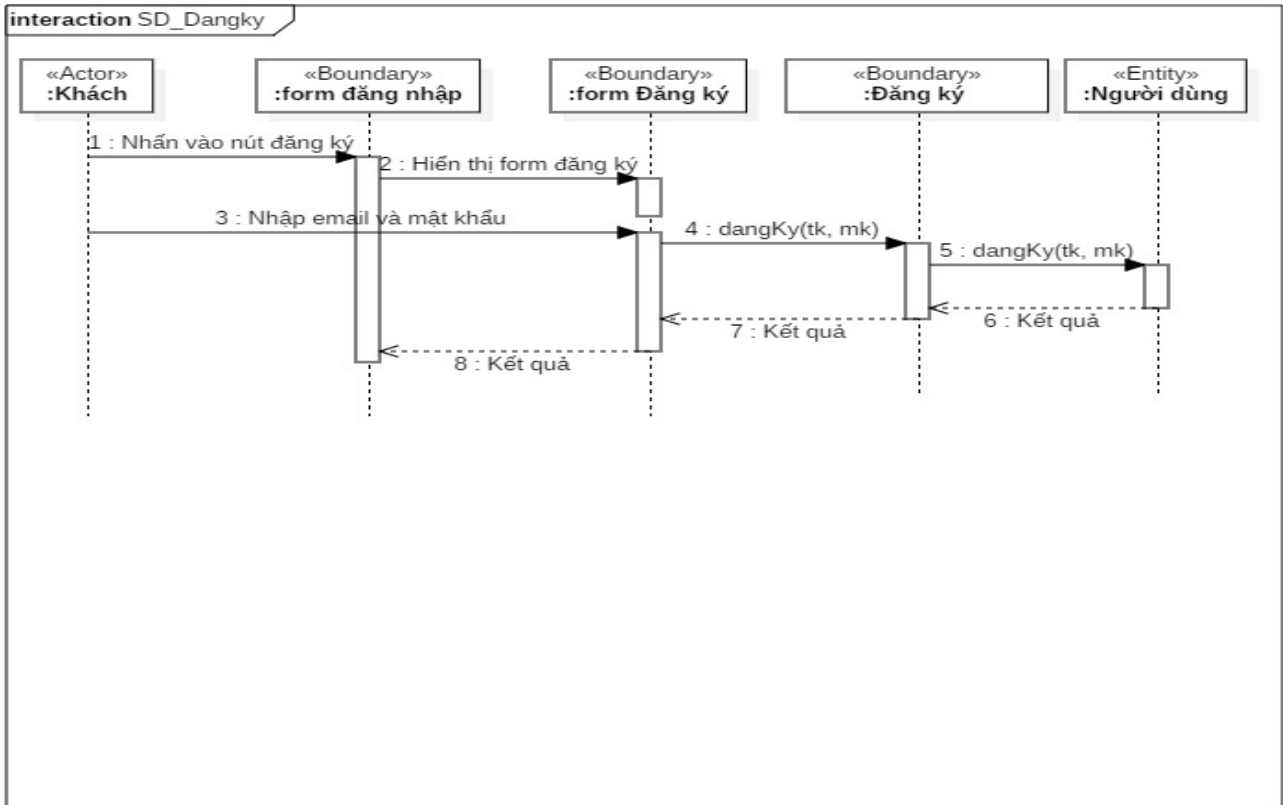 interaction SD_Dangky
«Actor»
:Khách
«Boundary»
:form đăng nhập
«Boundary»
:form Đăng ký
«Boundary»
:Đăng ký
«Entity»
:Người dùng
1 : Nhấn vào nút đăng ký
2 : Hiển thị form đăng ký
3 : Nhập email và mật khẩu
4 : dangKy(tk, mk)
5 : dangKy(tk, mk)
6 : Kết quả
7 : Kết quả
8 : Kết quả